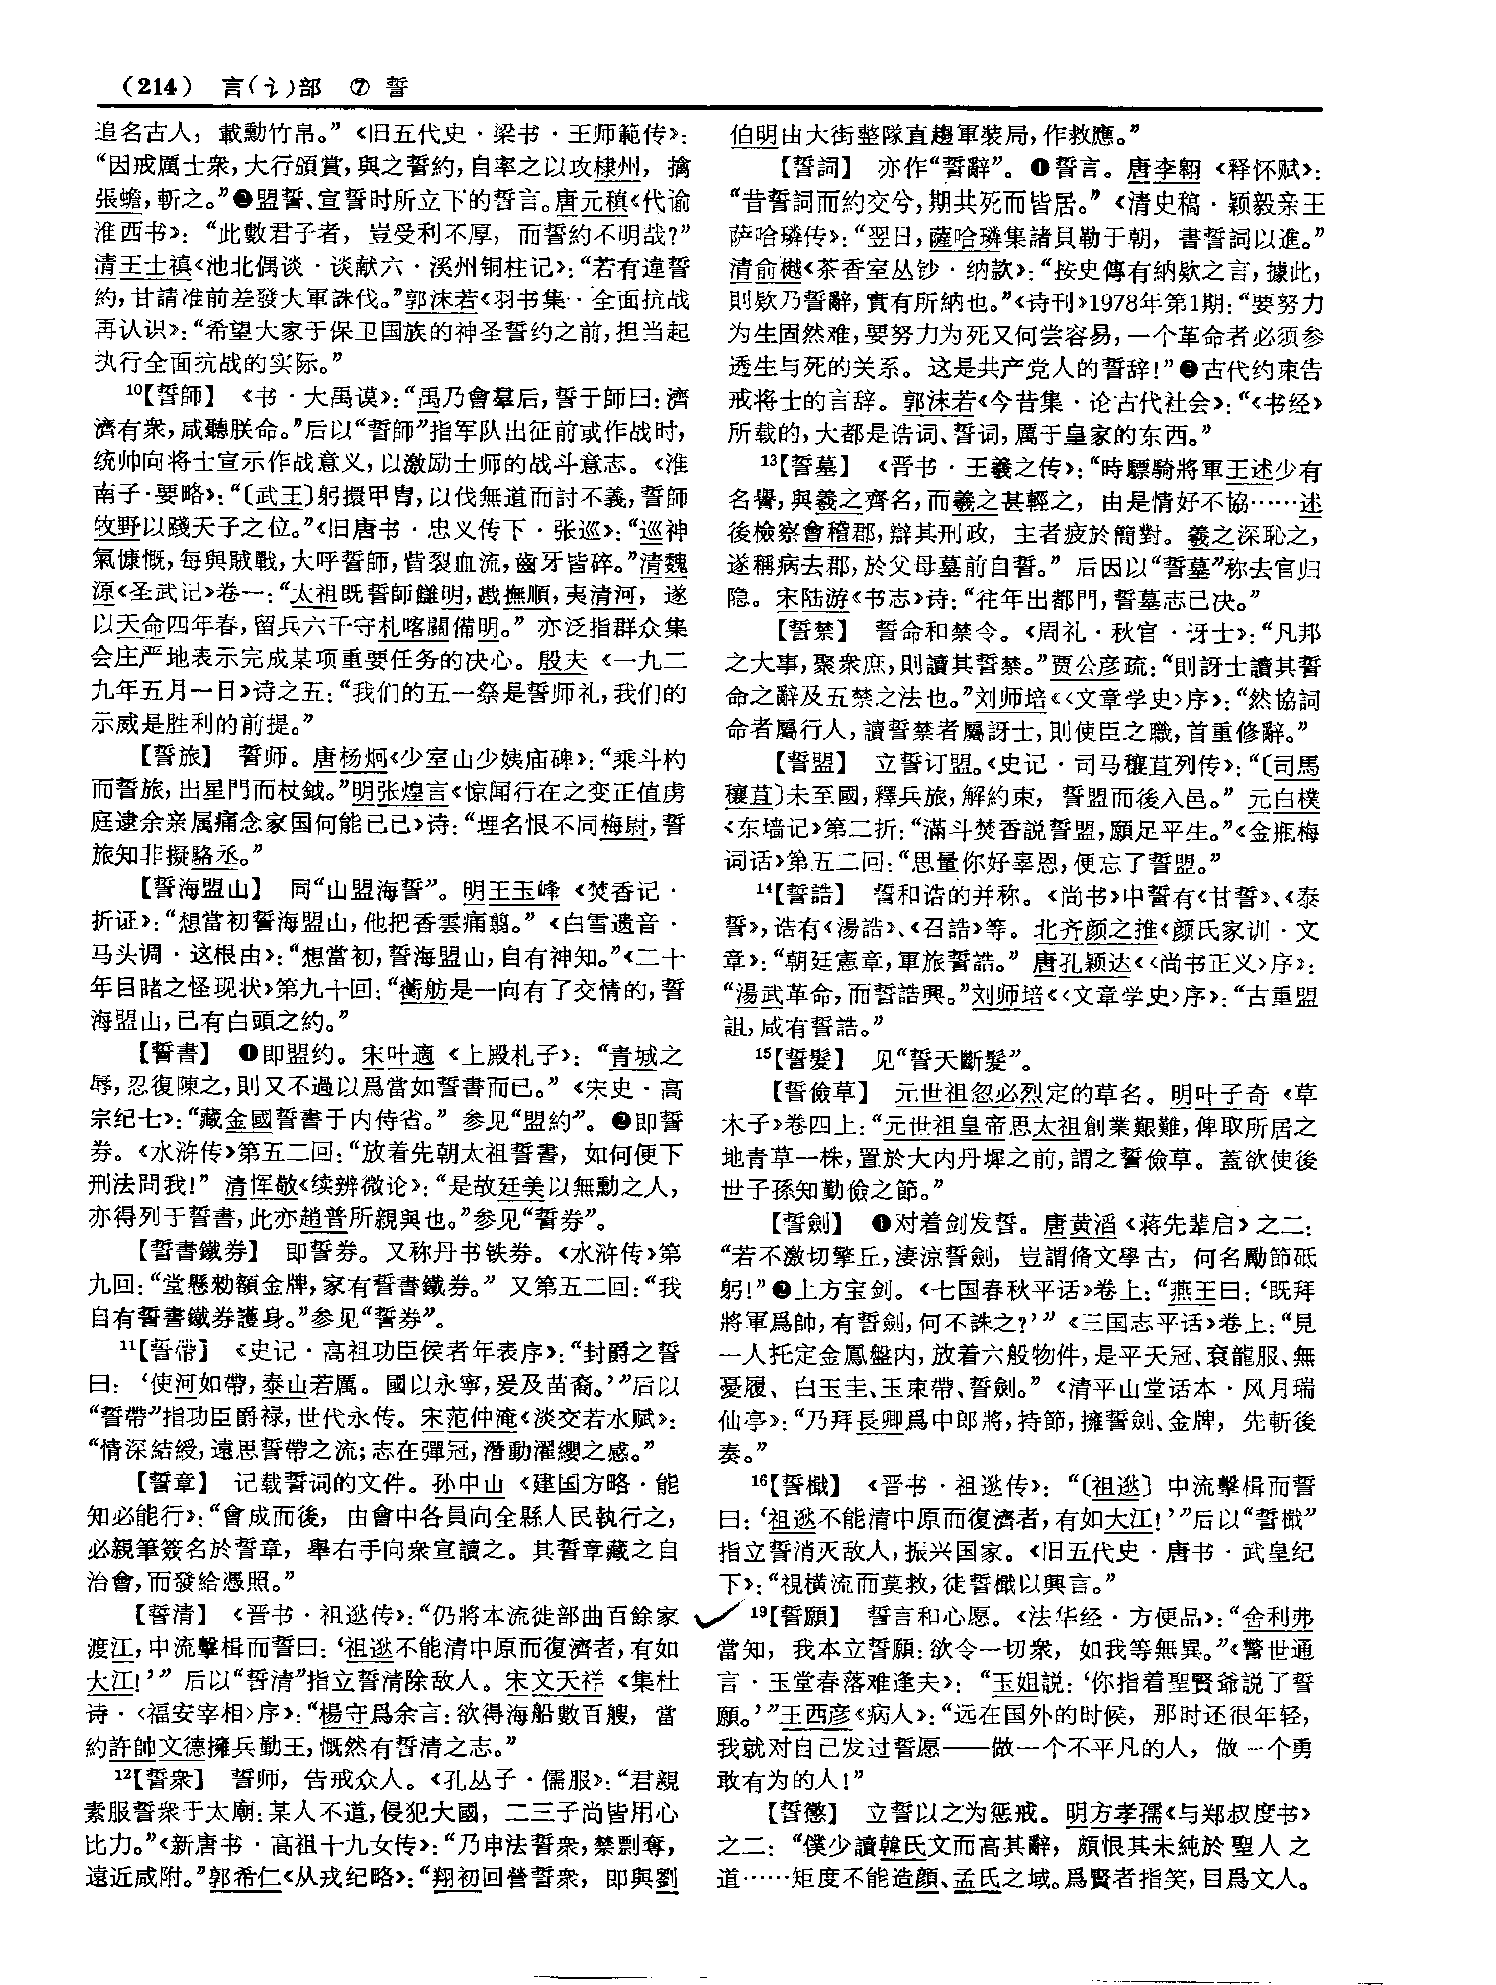 （214） 言(讠)部 ⑦ 誓
追名古人，載勳竹帛。”《旧五代史·梁书·王师範传》：
“因戒厲士衆，大行頒賞，與之誓約，自率之以攻棣州，擒
張蟾，斬之。”❷盟誓、宣誓时所立下的誓言。唐元稹《代谕
淮西书》：“此數君子者，豈受利不厚，而誓約不明哉？”
清王士禛《池北偶谈·谈献六·溪州铜柱记》：“若有違誓
約，甘請准前差發大軍誅伐。”郭沫若《羽书集·全面抗战
再认识》：“希望大家于保卫国族的神圣誓约之前，担当起
执行全面抗战的实际。”
10【誓師】 《书·大禹谟》：“禹乃會羣后，誓于師曰：濟
濟有衆，咸聽朕命。”后以“誓師”指军队出征前或作战时，
统帅向将士宣示作战意义，以激励士师的战斗意志。《淮
南子·要略》：“〔武王〕躬擐甲胄，以伐無道而討不義，誓師
牧野以踐天子之位。”《旧唐书·忠义传下·张巡》：“巡神
氣慷慨，每與賊戰，大呼誓師，眥裂血流，齒牙皆碎。”清魏
源《圣武记》卷一：“太祖既誓師讎明，戡撫順，夷清河，遂
以天命四年春，留兵六千守札喀關備明。”亦泛指群众集
会庄严地表示完成某项重要任务的决心。殷夫《一九二
九年五月一日》诗之五：“我们的五一祭是誓师礼，我们的
示威是胜利的前提。”
【誓旅】 誓师。唐杨炯《少室山少姨庙碑》：“乘斗杓
而誓旅，出星門而杖鉞。”明张煌言《惊闻行在之变正值虏
庭逮余亲属痛念家国何能已已》诗：“埋名恨不同梅尉，誓
旅知非擬駱丞。”
【誓海盟山】 同“山盟海誓”。明王玉峰《焚香记·
折证》：“想當初誓海盟山，他把香雲痛翦。”《白雪遗音·
马头调·这根由》：“想當初，誓海盟山，自有神知。”《二十
年目睹之怪现状》第九十回：“蘅舫是一向有了交情的，誓
海盟山，已有白頭之約。”
【誓書】 ❶即盟约。宋叶適《上殿札子》：“青城之
辱，忍復陳之，則又不過以爲當如誓書而已。”《宋史·高
宗纪七》：“藏金國誓書于内侍省。”参见“盟約”。❷即誓
券。《水浒传》第五二回：“放着先朝太祖誓書，如何便下
刑法問我！”清恽敬《续辨微论》：“是故廷美以無勳之人，
亦得列于誓書，此亦趙普所親與也。”参见“誓券”。
【誓書鐵券】 即誓券。又称丹书铁券。《水浒传》第
九回：“堂懸勑額金牌，家有誓書鐵券。”又第五二回：“我
自有誓書鐵券護身。”参见“誓券”。
11【誓帶】 《史记·高祖功臣侯者年表序》：“封爵之誓
曰：‘使河如帶，泰山若厲。國以永寧，爰及苗裔。’”后以
“誓帶”指功臣爵禄，世代永传。宋范仲淹《淡交若水赋》：
“情深結綬，遠思誓帶之流；志在彈冠，潛動濯纓之感。”
【誓章】 记载誓词的文件。孙中山《建国方略·能
知必能行》：“會成而後，由會中各員向全縣人民執行之，
必親筆簽名於誓章，舉右手向衆宣讀之。其誓章藏之自
治會，而發給憑照。”
【誓清】 《晋书·祖逖传》：“仍將本流徙部曲百餘家
渡江，中流擊楫而誓曰：‘祖逖不能清中原而復濟者，有如
大江！’”后以“誓清”指立誓清除敌人。宋文天祥《集杜
诗·〈福安宰相〉序》：“楊守爲余言：欲得海船數百艘，當
約許帥文德擁兵勤王，慨然有誓清之志。”
12【誓衆】 誓师，告戒众人。《孔丛子·儒服》：“君親
素服誓衆于太廟：某人不道，侵犯大國，二三子尚皆用心
比力。”《新唐书·高祖十九女传》：“乃申法誓衆，禁剽奪，
遠近咸附。”郭希仁《从戎纪略》：“翔初回營誓衆，即與劉
伯明由大街整隊直趨軍裝局，作救應。”
【誓詞】 亦作“誓辭”。❶誓言。唐李翱《释怀赋》：
“昔誓詞而約交兮，期共死而皆居。”《清史稿·颖毅亲王
萨哈璘传》：“翌日，薩哈璘集諸貝勒于朝，書誓詞以進。”
清俞樾《茶香室丛钞·纳款》：“按史傳有納欵之言，據此，
則欵乃誓辭，實有所納也。”《诗刊》1978年第1期：“要努力
为生固然难，要努力为死又何尝容易，一个革命者必须参
透生与死的关系。这是共产党人的誓辞！”❷古代约束告
戒将士的言辞。郭沫若《今昔集·论古代社会》：“《书经》
所载的，大都是诰词、誓词，属于皇家的东西。”
13【誓墓】 《晋书·王羲之传》：“時驃騎將軍王述少有
名譽，與羲之齊名，而羲之甚輕之，由是情好不協……述
後檢察會稽郡，辯其刑政，主者疲於簡對。羲之深恥之，
遂稱病去郡，於父母墓前自誓。”后因以“誓墓”称去官归
隐。宋陆游《书志》诗：“往年出都門，誓墓志已决。”
【誓禁】 誓命和禁令。《周礼·秋官·讶士》：“凡邦
之大事，聚衆庶，則讀其誓禁。”贾公彦疏：“則訝士讀其誓
命之辭及五禁之法也。”刘师培《〈文章学史〉序》：“然協詞
命者屬行人，讀誓禁者屬訝士，則使臣之職，首重修辭。”
【誓盟】 立誓订盟。《史记·司马穰苴列传》：“〔司馬
穰苴〕未至國，釋兵旅，解約束，誓盟而後入邑。”元白樸
《东墙记》第二折：“滿斗焚香説誓盟，願足平生。”《金瓶梅
词话》第五二回：“思量你好辜恩，便忘了誓盟。”
14【誓誥】 誓和诰的并称。《尚书》中誓有《甘誓》、《泰
誓》，诰有《湯誥》、《召誥》等。北齐颜之推《颜氏家训·文
章》：“朝廷憲章，軍旅誓誥。”唐孔颖达《〈尚书正义〉序》：
“湯武革命，而誓誥興。”刘师培《〈文章学史〉序》：“古重盟
詛，咸有誓誥。”
15【誓髮】 见“誓天斷髮”。
【誓儉草】 元世祖忽必烈定的草名。明叶子奇《草
木子》卷四上：“元世祖皇帝思太祖創業艱難，俾取所居之
地青草一株，置於大内丹墀之前，謂之誓儉草。蓋欲使後
世子孫知勤儉之節。”
【誓劍】 ❶对着剑发誓。唐黄滔《蒋先辈启》之二：
“若不激切擎丘，淒涼誓劍，豈謂脩文學古，何名勵節砥
躬！”❷上方宝剑。《七国春秋平话》卷上：“燕王曰：‘既拜
將軍爲帥，有誓劍，何不誅之？’”《三国志平话》卷上：“見
一人托定金鳳盤内，放着六般物件，是平天冠、衮龍服、無
憂履、白玉圭、玉束帶、誓劍。”《清平山堂话本·风月瑞
仙亭》：“乃拜長卿爲中郎將，持節，擁誓劍、金牌，先斬後
奏。”
16【誓檝】 《晋书·祖逖传》：“〔祖逖〕中流擊楫而誓
曰：‘祖逖不能清中原而復濟者，有如大江！’”后以“誓檝”
指立誓消灭敌人，振兴国家。《旧五代史·唐书·武皇纪
下》：“視橫流而莫救，徒誓檝以興言。”
19【誓願】 誓言和心愿。《法华经·方便品》：“舍利弗
當知，我本立誓願：欲令一切衆，如我等無異。”《警世通
言·玉堂春落难逢夫》：“玉姐説：‘你指着聖賢爺説了誓
願。’”王西彦《病人》：“远在国外的时候，那时还很年轻，
我就对自己发过誓愿——做一个不平凡的人，做一个勇
敢有为的人！”
【誓懲】 立誓以之为惩戒。明方孝孺《与郑叔度书》
之二：“僕少讀韓氏文而高其辭，頗恨其未純於聖人之
道……矩度不能造顔、孟氏之域。爲賢者指笑，目爲文人。